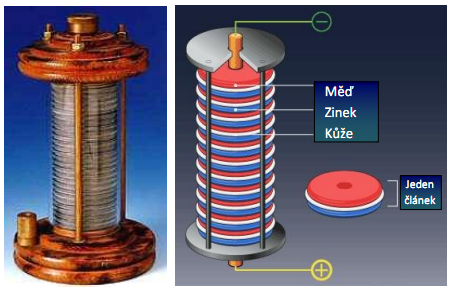 −
Měď
Zinek
Kůže
Jeden
článek
+